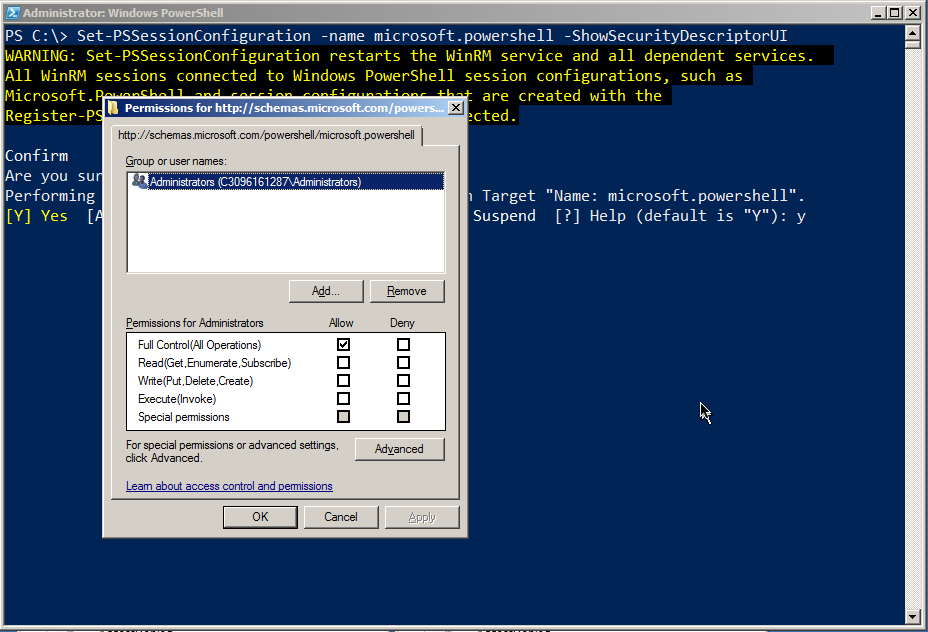 Administrator: Windows PowerShell
PS C:\> Set-PSSessionConfiguration -name microsoft.powershell -ShowSecurityDescriptorUI
WARNING: Set-PSSessionConfiguration restarts the WinRM service and all dependent services.
All WinRM sessions connected to Windows PowerShell session configurations, such as
Microsoft.PowerShell and session configurations that are created with the
Register-PS
ected.
Permissions for http://schemas.microsoft.com/powers...
http://schemas.microsoft.com/powershell/microsoft.powershell
Confirm
Are you sur
Performing
Target "Name: microsoft.powershell".
[Y] Yes [A
Suspend [?] Help (default is "Y"): y
Group or user names:
Administrators (C3096161287\Administrators)
Add... Remove
Permissions for Administrators Allow Deny
Full Control(All Operations)
Read(Get,Enumerate,Subscribe)
Write(Put,Delete,Create)
Execute(Invoke)
Special permissions
For special permissions or advanced settings,
click Advanced.
Advanced
Learn about access control and permissions
OK Cancel Apply